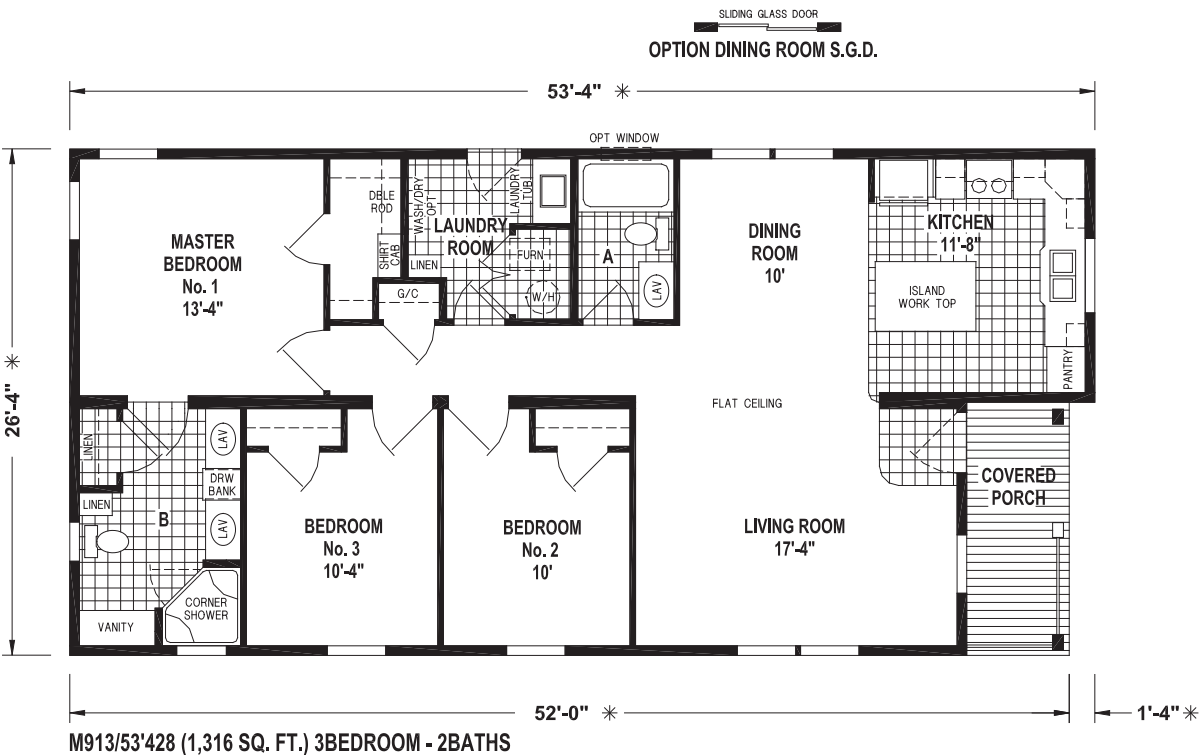 SLIDING GLASS DOOR
OPTION DINING ROOM S.G.D.
53'-4" ✳
OPT WINDOW
26'-4" ✳
MASTER
BEDROOM
No. 1
13'-4"
DBLE
ROD
SHIRT
CAB
G/C
WASH/DRY
OPT
LAUNDRY
TUB
LAUNDRY
ROOM
LINEN
FURN
W/H
A
LAV
DINING
ROOM
10'
KITCHEN
11'-8"
ISLAND
WORK TOP
PANTRY
FLAT CEILING
LINEN
LAV
DRW
BANK
LINEN
B
LAV
CORNER
SHOWER
VANITY
BEDROOM
No. 3
10'-4"
BEDROOM
No. 2
10'
LIVING ROOM
17'-4"
COVERED
PORCH
52'-0" ✳
1'-4" ✳
M913/53'428 (1,316 SQ. FT.) 3BEDROOM - 2BATHS